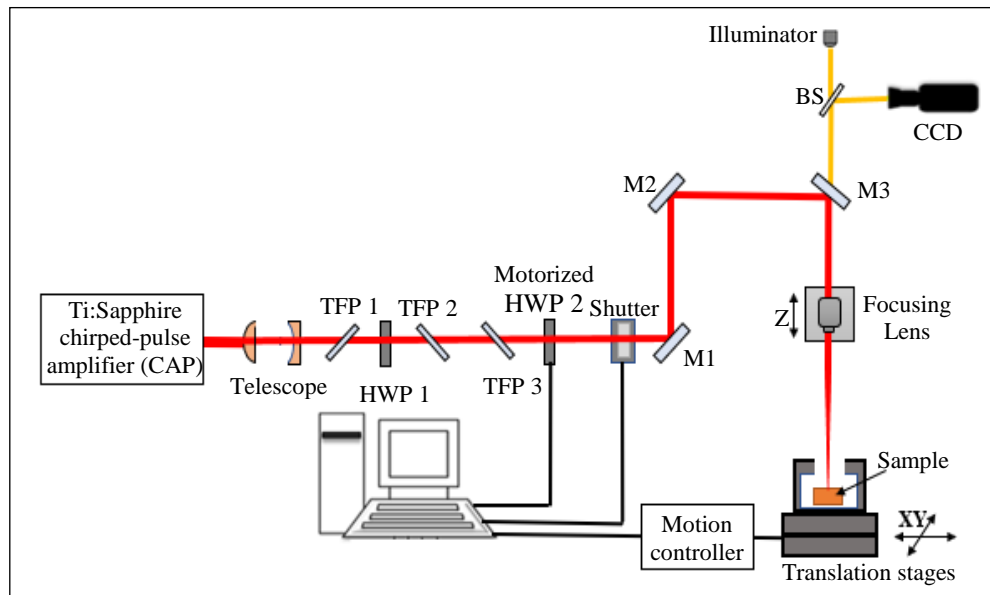 Illuminator
BS
CCD
M2
M3
Motorized
HWP 2
Shutter
Ti:Sapphire
chirped-pulse
amplifier (CAP)
TFP 1
TFP 2
Z
Focusing
Lens
M1
Telescope
HWP 1
TFP 3
Sample
Motion
controller
XY
Translation stages